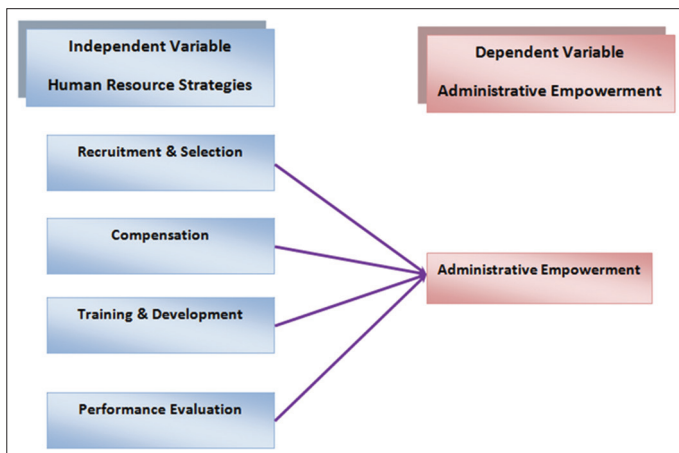 Independent Variable
Human Resource Strategies
Dependent Variable
Administrative Empowerment
Recruitment & Selection
Compensation
Administrative Empowerment
Training & Development
Performance Evaluation